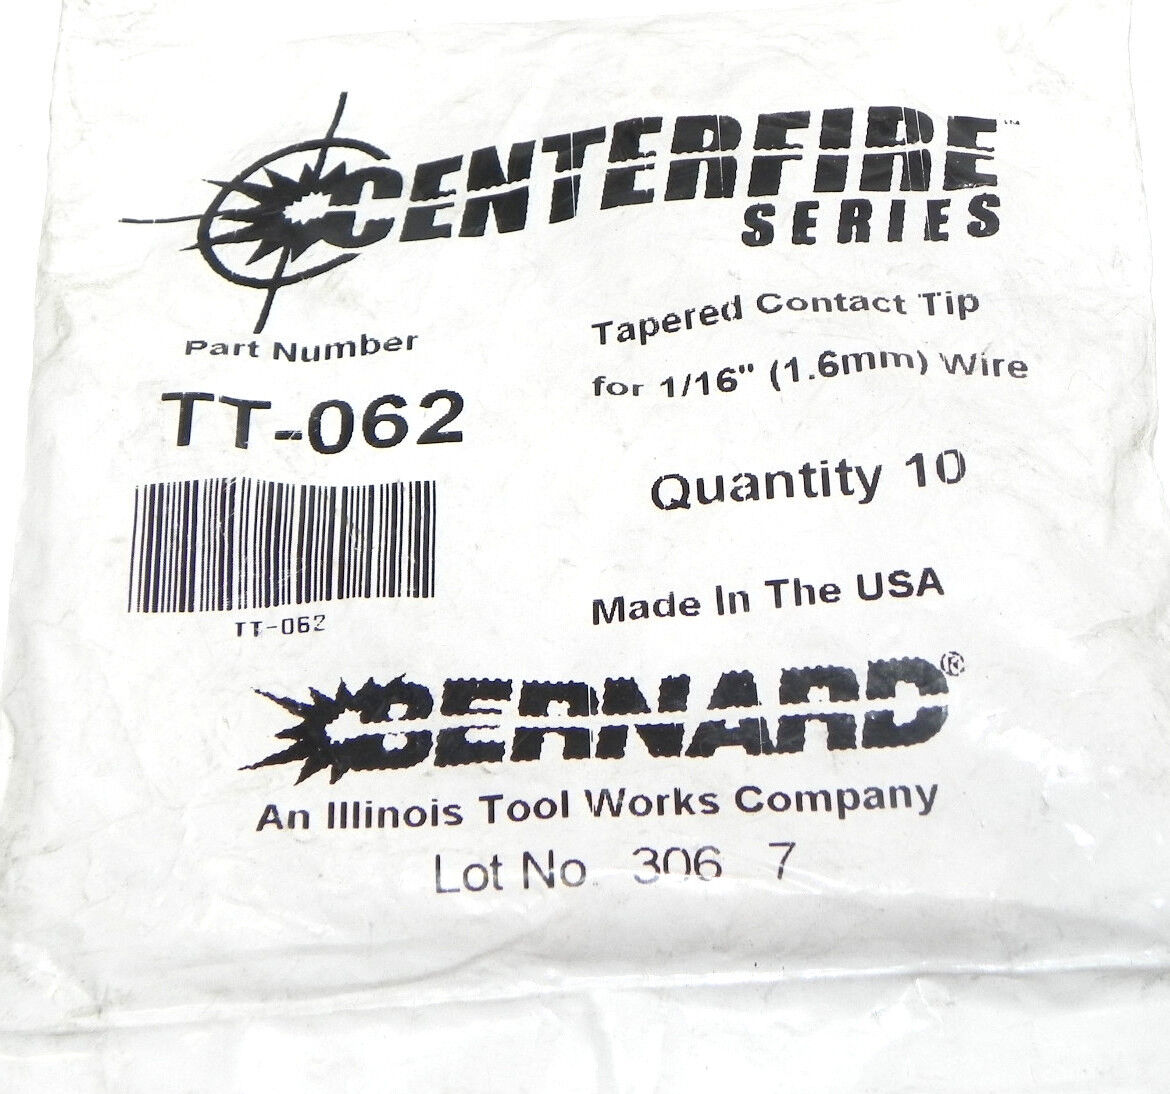 CENTERFIRE™
SERIES
Part Number
TT-062
TT-062
Tapered Contact Tip
for 1/16" (1.6mm) Wire
Quantity 10
Made In The USA
BERNARD®
An Illinois Tool Works Company
Lot No. 306 7